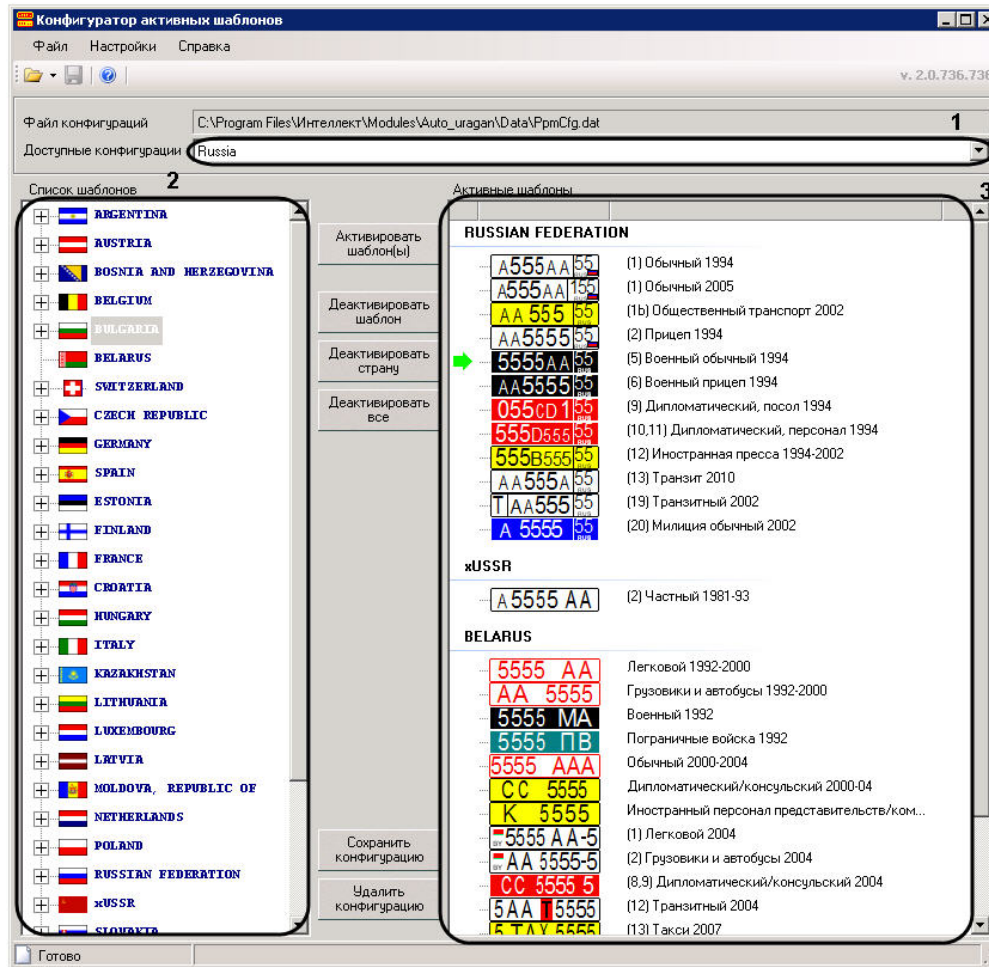 Конфигуратор активных шаблонов
Файл Настройки Справка
v. 2.0.736.736
Файл конфигураций C:\Program Files\Интеллект\Modules\Auto_uragan\Data\PpmCfg.dat 1
Доступные конфигурации Russia
Список шаблонов 2
ARGENTINA
AUSTRIA
BOSNIA AND HERZEGOVINA
BELGIUM
BULGARIA
BELARUS
SWITZERLAND
CZECH REPUBLIC
GERMANY
SPAIN
ESTONIA
FINLAND
FRANCE
CROATIA
HUNGARY
ITALY
KAZAKHSTAN
LITHUANIA
LUXEMBOURG
LATVIA
MOLDOVA, REPUBLIC OF
NETHERLANDS
POLAND
RUSSIAN FEDERATION
xUSSR
SLOVAKIA
Активировать
шаблон(ы)
Деактивировать
шаблон
Деактивировать
страну
Деактивировать
все
Сохранить
конфигурацию
Удалить
конфигурацию
Активные шаблоны 3
RUSSIAN FEDERATION
A555AA 55 (1) Обычный 1994
A555AA 155 (1) Обычный 2005
AA 555 55 (1b) Общественный транспорт 2002
AA5555 55 (2) Прицеп 1994
5555AA 55 (5) Военный обычный 1994
AA5555 55 (6) Военный прицеп 1994
055CD 1 55 (9) Дипломатический, посол 1994
555D555 55 (10,11) Дипломатический, персонал 1994
555B555 55 (12) Иностранная пресса 1994-2002
AA555A 55 (13) Транзит 2010
T AA555 55 (19) Транзитный 2002
A 5555 55 (20) Милиция обычный 2002
xUSSR
A 5555 AA (2) Частный 1981-93
BELARUS
5555 AA Легковой 1992-2000
AA 5555 Грузовики и автобусы 1992-2000
5555 MA Военный 1992
5555 ПВ Пограничные войска 1992
5555 AAA Обычный 2000-2004
CC 5555 Дипломатический/консульский 2000-04
K 5555 Иностранный персонал представительств/ком...
5555 AA-5 (1) Легковой 2004
AA 5555-5 (2) Грузовики и автобусы 2004
CC 5555 5 (8,9) Дипломатический/консульский 2004
5AA T 5555 (12) Транзитный 2004
5 TAX 5555 (13) Такси 2007
Готово